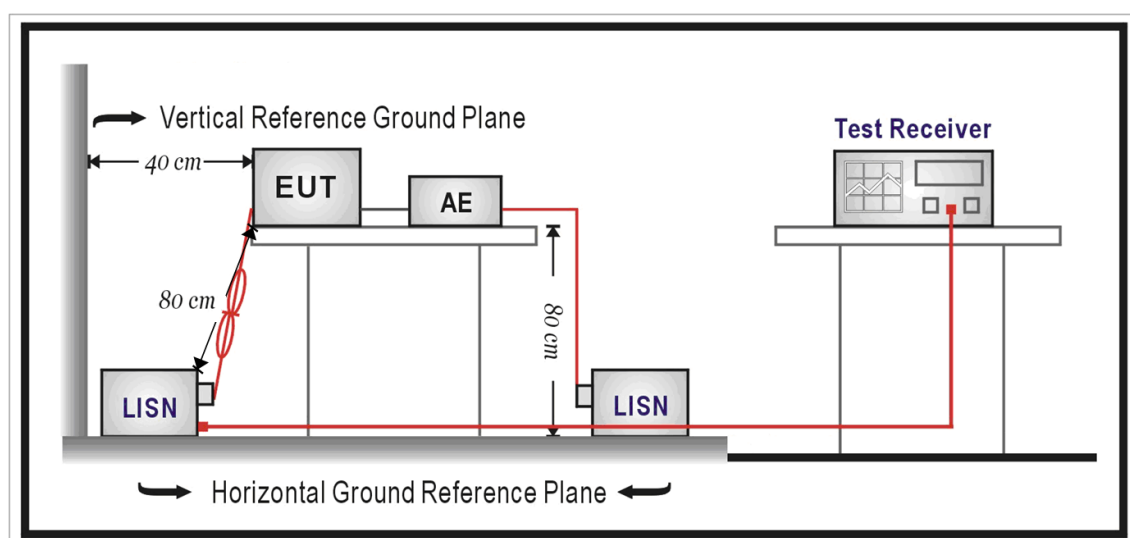 Vertical Reference Ground Plane
Test Receiver
40 cm
EUT
AE
80 cm
80 cm
LISN
LISN
Horizontal Ground Reference Plane